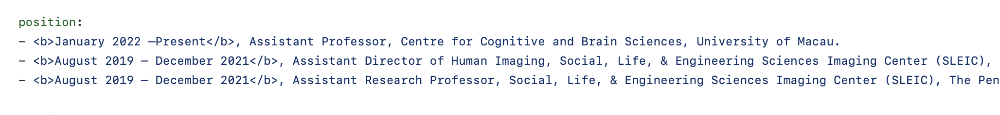 position:
– <b>January 2022 –Present</b>, Assistant Professor, Centre for Cognitive and Brain Sciences, University of Macau.
– <b>August 2019 – December 2021</b>, Assistant Director of Human Imaging, Social, Life, & Engineering Sciences Imaging Center (SLEIC),
– <b>August 2019 – December 2021</b>, Assistant Research Professor, Social, Life, & Engineering Sciences Imaging Center (SLEIC), The Pen